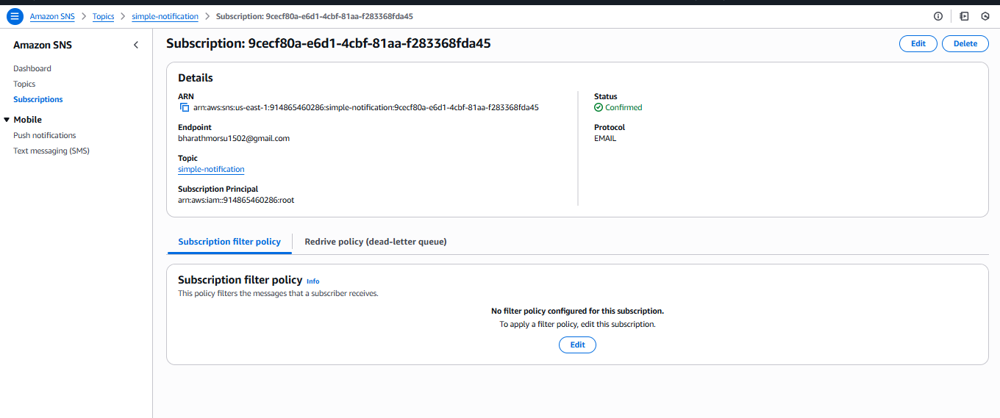 Amazon SNS > Topics > simple-notification > Subscription: 9cecf80a-e6d1-4cbf-81aa-f283368fda45
Amazon SNS
Dashboard
Topics
Subscriptions
Mobile
Push notifications
Text messaging (SMS)
Subscription: 9cecf80a-e6d1-4cbf-81aa-f283368fda45
Edit
Delete
Details
ARN
arn:aws:sns:us-east-1:914865460286:simple-notification:9cecf80a-e6d1-4cbf-81aa-f283368fda45
Endpoint
bharathmorsu1502@gmail.com
Topic
simple-notification
Subscription Principal
arn:aws:iam::914865460286:root
Status
Confirmed
Protocol
EMAIL
Subscription filter policy
Redrive policy (dead-letter queue)
Subscription filter policy Info
This policy filters the messages that a subscriber receives.
No filter policy configured for this subscription.
To apply a filter policy, edit this subscription.
Edit